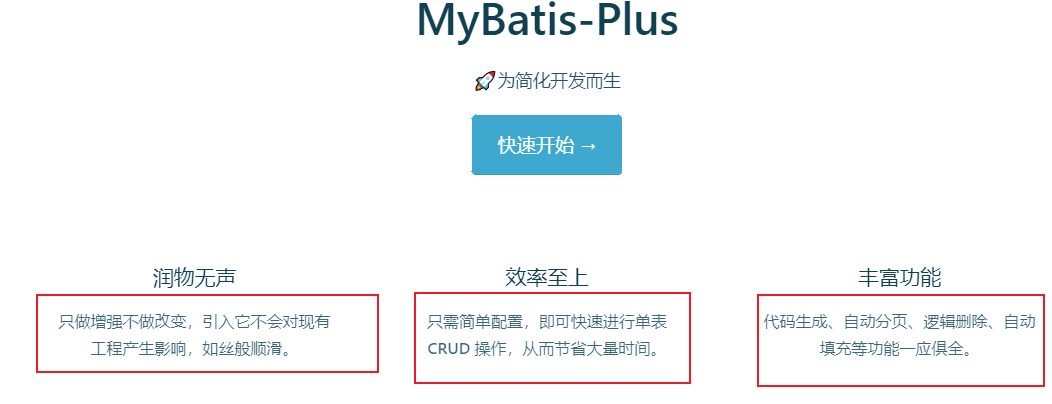 MyBatis-Plus
🚀为简化开发而生
快速开始 →
润物无声
只做增强不做改变，引入它不会对现有
工程产生影响，如丝般顺滑。
效率至上
只需简单配置，即可快速进行单表
CRUD 操作，从而节省大量时间。
丰富功能
代码生成、自动分页、逻辑删除、自动
填充等功能一应俱全。